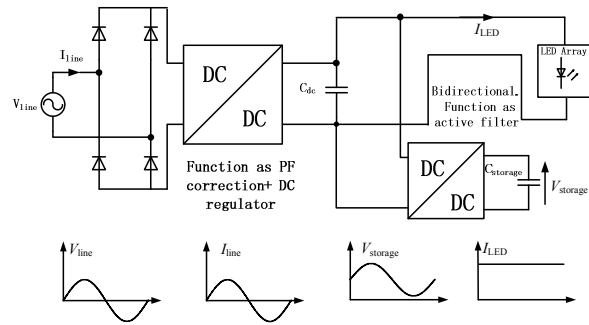 I_line
V_line
DC
DC
Function as PF
correction+ DC
regulator
C_dc
I_LED
LED Array
Bidirectional-
Function as
active filter
DC
DC
C_storage
V_storage
V_line
I_line
V_storage
I_LED